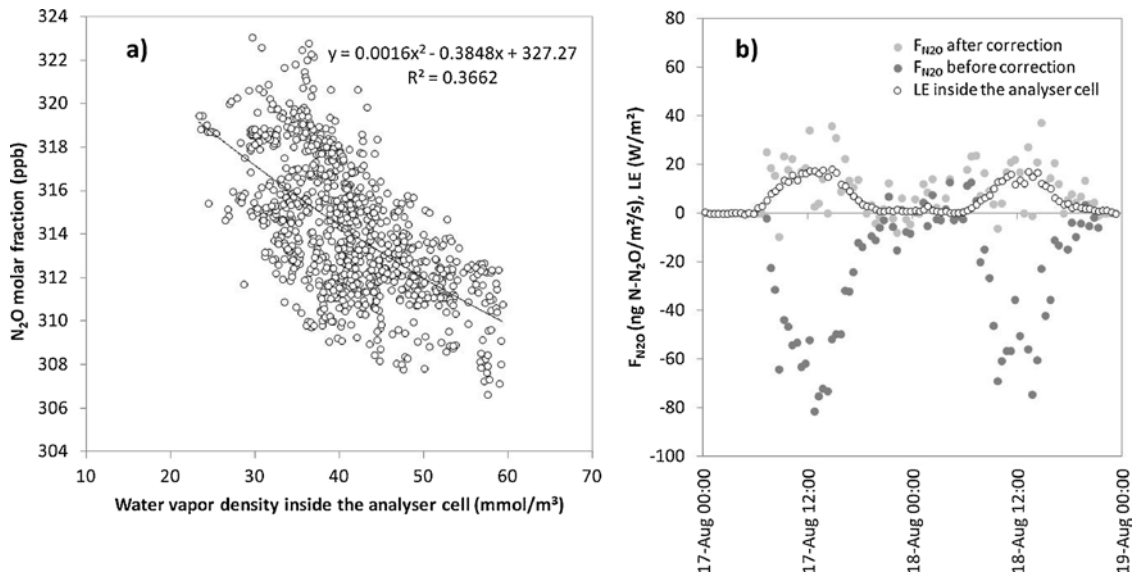 a)
y = 0.0016x² - 0.3848x + 327.27
R² = 0.3662
N₂O molar fraction (ppb)
324
322
320
318
316
314
312
310
308
306
304
10 20 30 40 50 60 70
Water vapor density inside the analyser cell (mmol/m³)
b)
F_N2O after correction
F_N2O before correction
LE inside the analyser cell
F_N2O (ng N-N₂O/m²/s), LE (W/m²)
80
60
40
20
0
-20
-40
-60
-80
-100
17-Aug 00:00
17-Aug 12:00
18-Aug 00:00
18-Aug 12:00
19-Aug 00:00